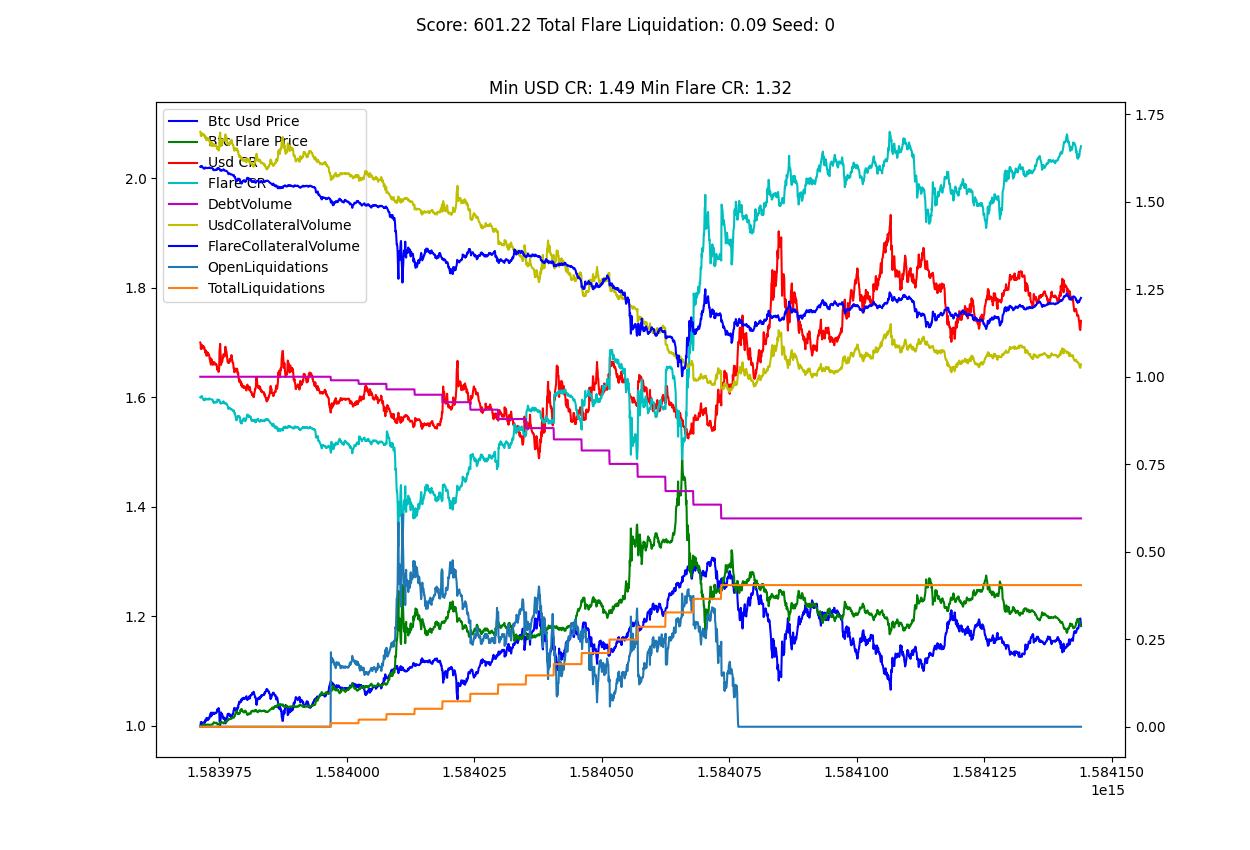 Score: 601.22 Total Flare Liquidation: 0.09 Seed: 0
Min USD CR: 1.49 Min Flare CR: 1.32
Btc Usd Price
Btc Flare Price
Usd CR
Flare CR
DebtVolume
UsdCollateralVolume
FlareCollateralVolume
OpenLiquidations
TotalLiquidations
2.0
1.8
1.6
1.4
1.2
1.0
1.75
1.50
1.25
1.00
0.75
0.50
0.25
0.00
1.583975 1.584000 1.584025 1.584050 1.584075 1.584100 1.584125 1.584150
1e15